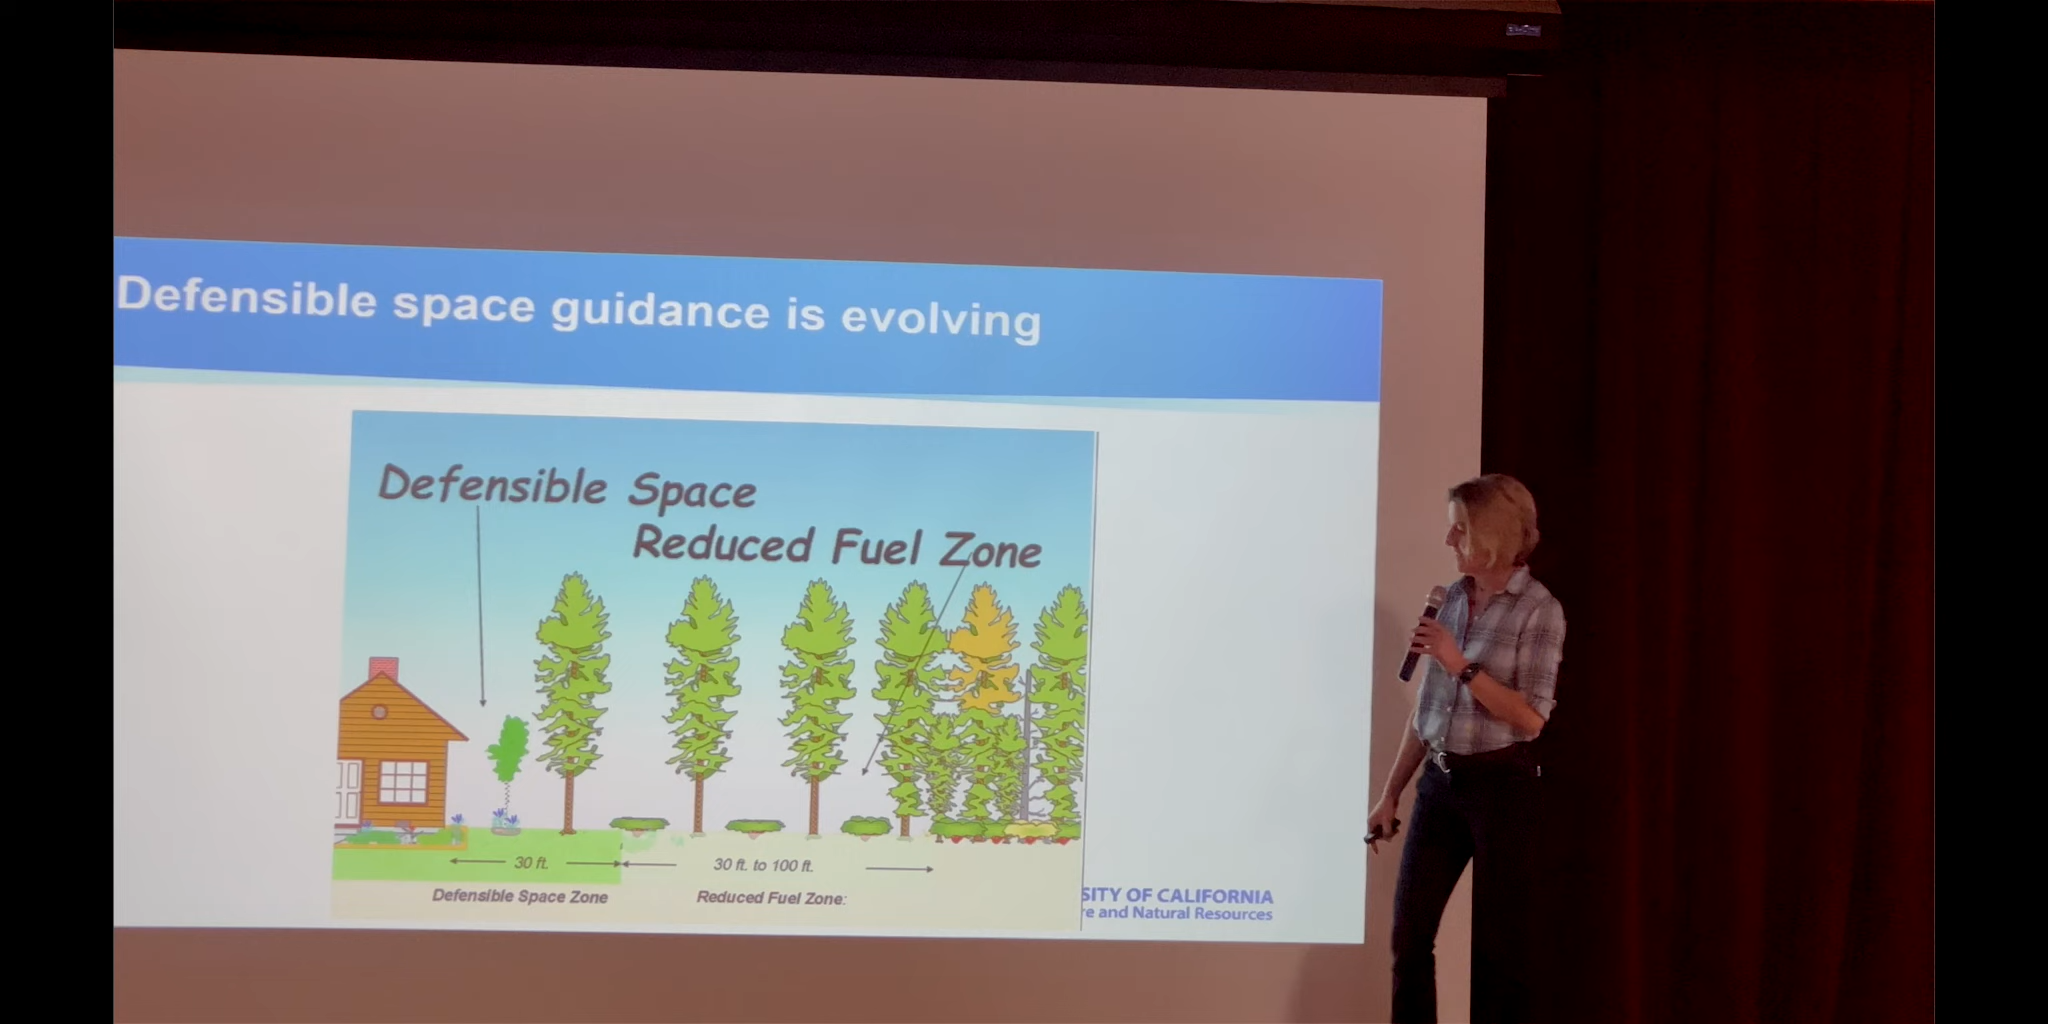 Defensible space guidance is evolving
Defensible Space
Reduced Fuel Zone
30 ft.
30 ft. to 100 ft.
Defensible Space Zone
Reduced Fuel Zone:
SITY OF CALIFORNIA
re and Natural Resources